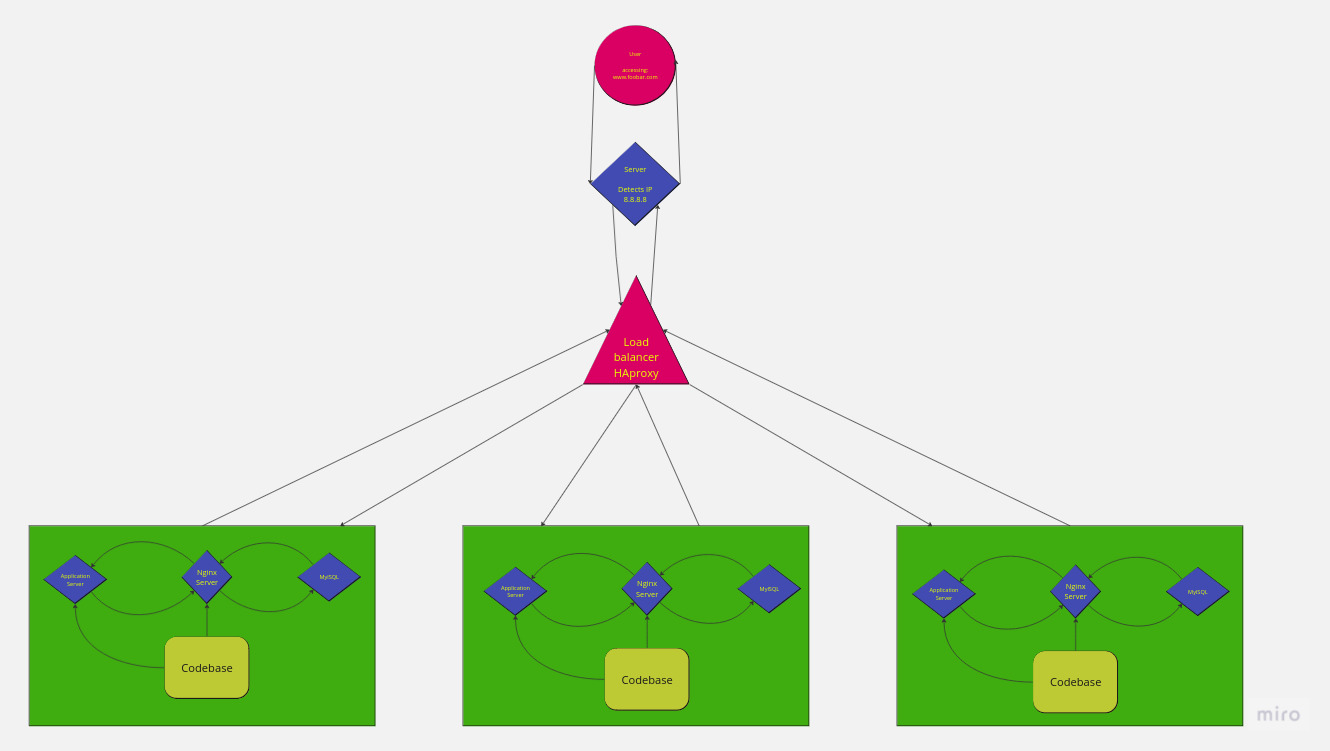 User
accessing:
www.foobar.com
Server
Detects IP
8.8.8.8
Load
balancer
HAproxy
Application
Server
Nginx
Server
MySQL
Codebase
Application
Server
Nginx
Server
MySQL
Codebase
Application
Server
Nginx
Server
MySQL
Codebase
miro